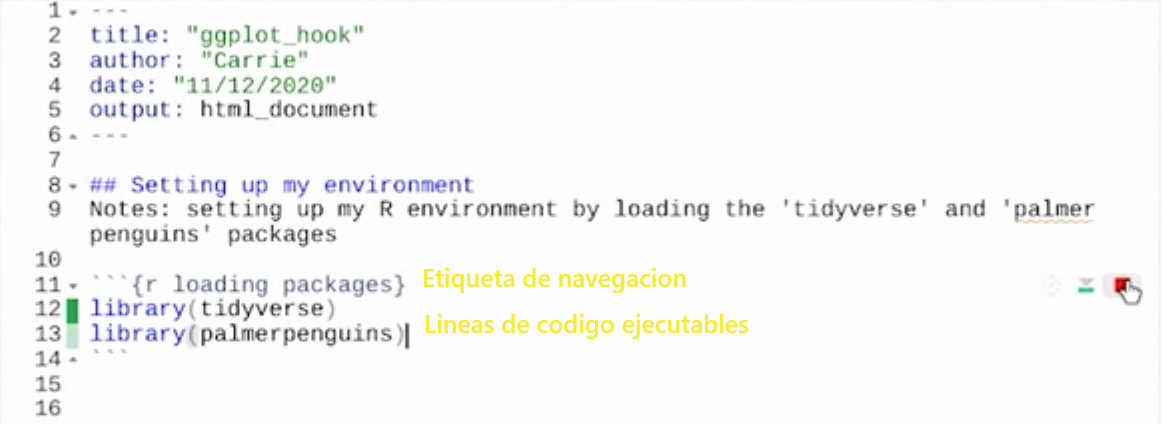 1 ---
2 title: "ggplot_hook"
3 author: "Carrie"
4 date: "11/12/2020"
5 output: html_document
6 ---
7
8 ## Setting up my environment
9 Notes: setting up my R environment by loading the 'tidyverse' and 'palmer
penguins' packages
10
11 ```{r loading packages} Etiqueta de navegacion
12 library(tidyverse)
Lineas de codigo ejecutables
13 library(palmerpenguins)
14 ```
15
16